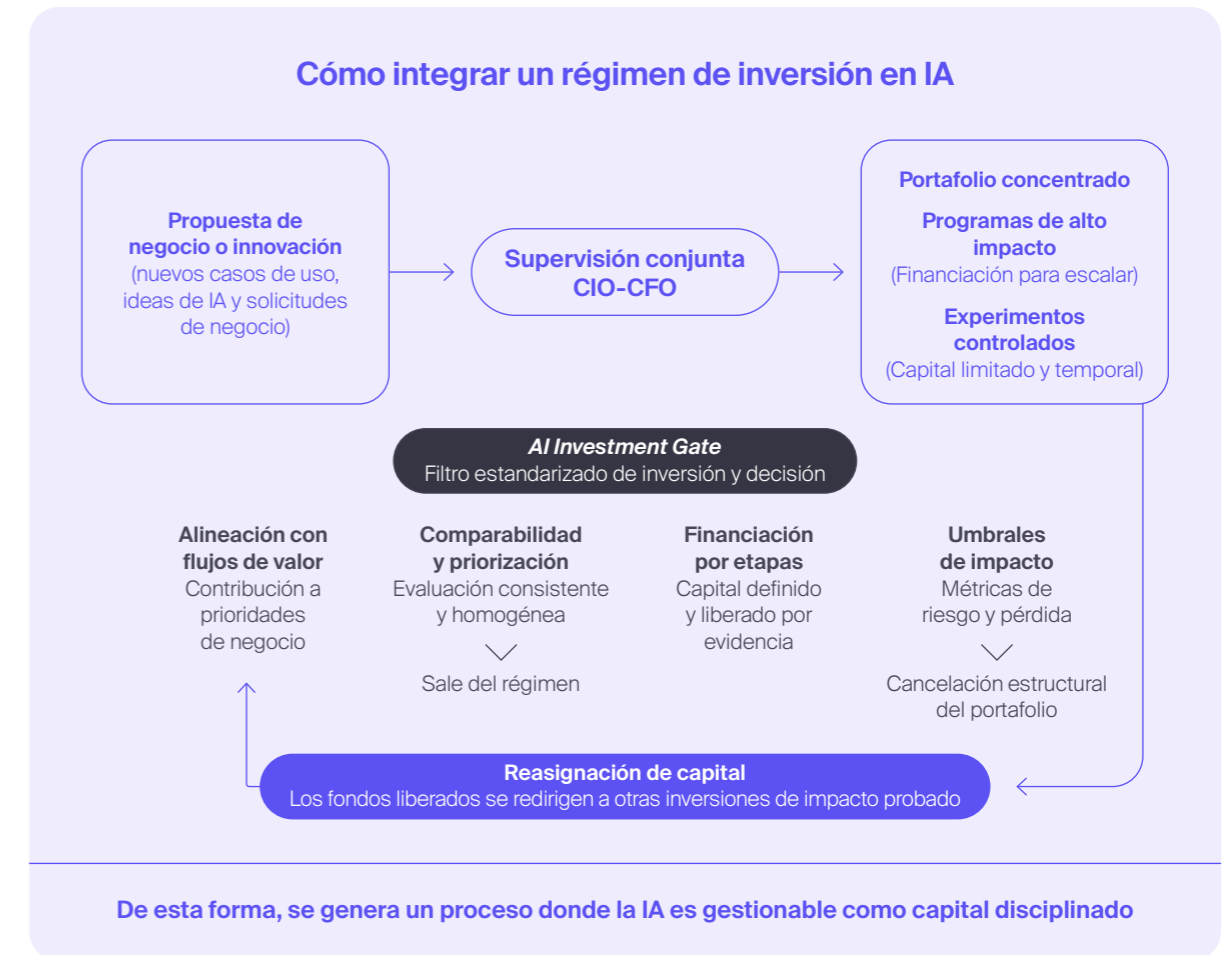 Cómo integrar un régimen de inversión en IA
Propuesta de
negocio o innovación
(nuevos casos de uso,
ideas de IA y solicitudes
de negocio)
Supervisión conjunta
CIO-CFO
Portafolio concentrado
Programas de alto
impacto
(Financiación para escalar)
Experimentos
controlados
(Capital limitado y temporal)
AI Investment Gate
Filtro estandarizado de inversión y decisión
Alineación con
flujos de valor
Contribución a
prioridades
de negocio
Comparabilidad
y priorización
Evaluación consistente
y homogénea
Sale del régimen
Financiación
por etapas
Capital definido
y liberado por
evidencia
Umbrales
de impacto
Métricas de
riesgo y pérdida
Cancelación estructural
del portafolio
Reasignación de capital
Los fondos liberados se redirigen a otras inversiones de impacto probado
De esta forma, se genera un proceso donde la IA es gestionable como capital disciplinado